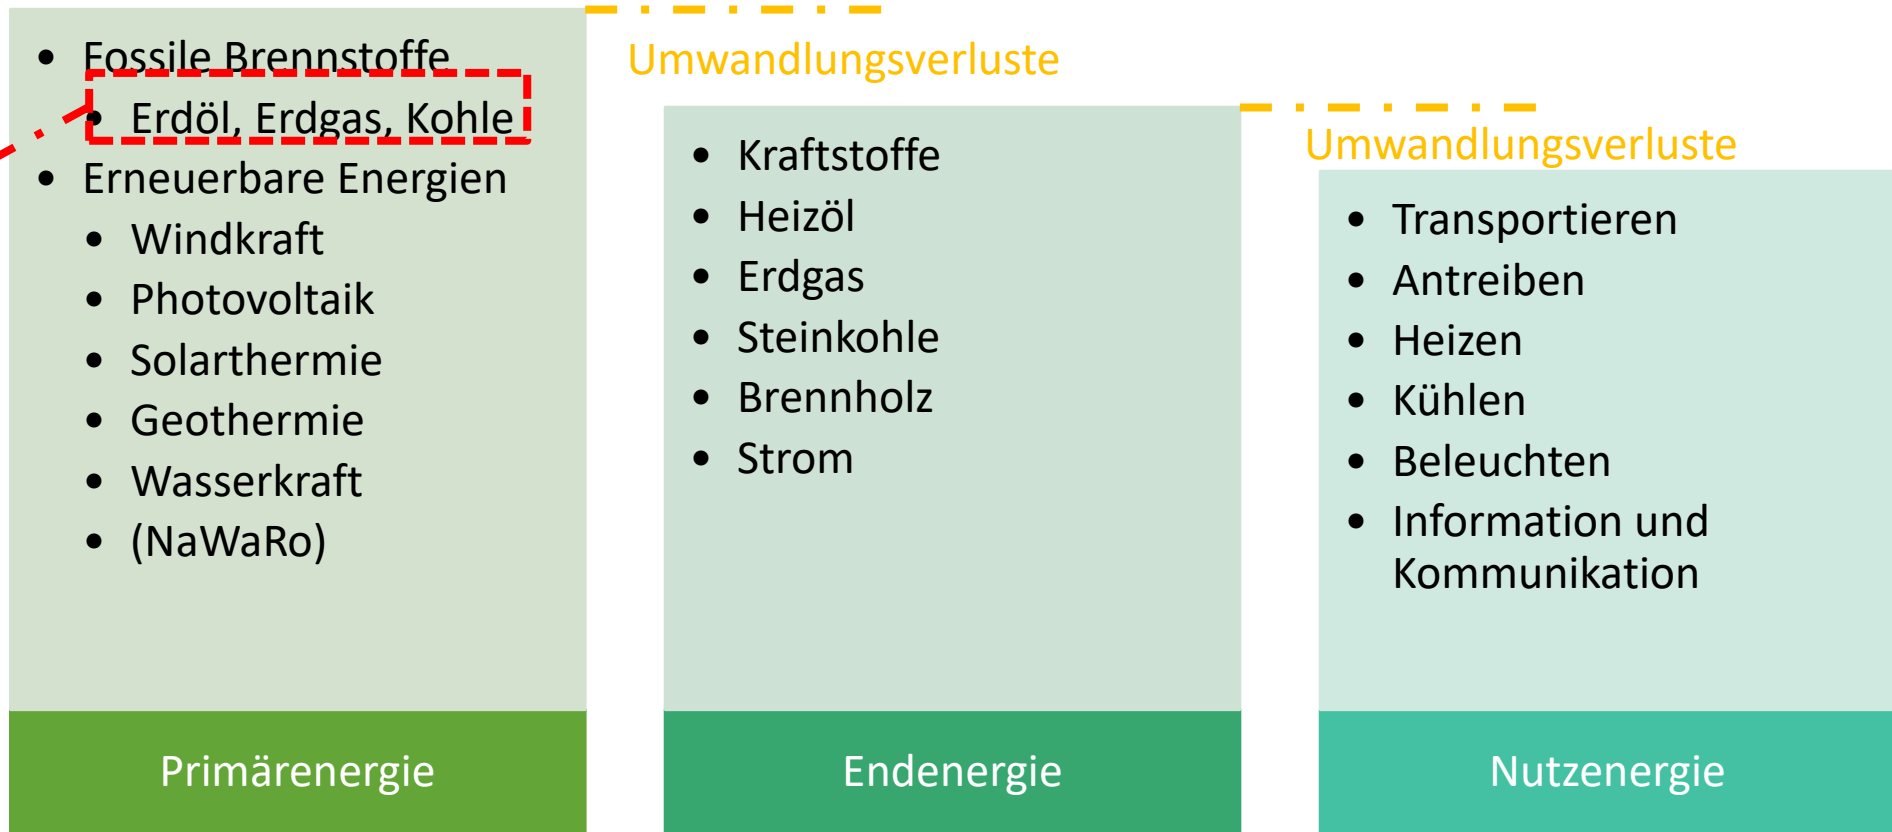 Fossile Brennstoffe
Erdöl, Erdgas, Kohle
Erneuerbare Energien
Windkraft
Photovoltaik
Solarthermie
Geothermie
Wasserkraft
(NaWaRo)
Primärenergie
Umwandlungsverluste
Kraftstoffe
Heizöl
Erdgas
Steinkohle
Brennholz
Strom
Endenergie
Umwandlungsverluste
Transportieren
Antreiben
Heizen
Kühlen
Beleuchten
Information und
Kommunikation
Nutzenergie